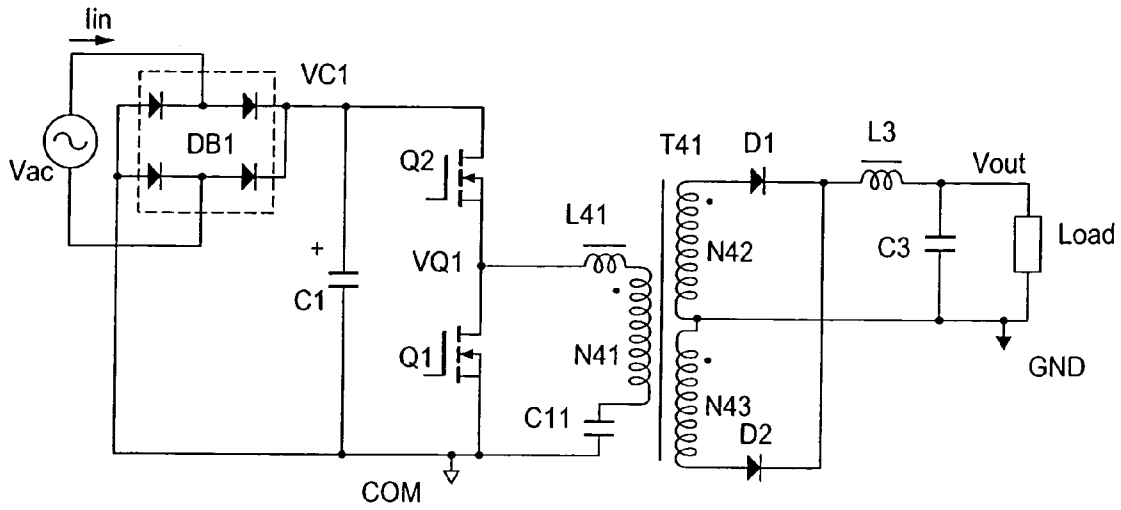 Iin
VC1
DB1
Vac
Q2
T41
D1
L3
Vout
L41
N42
C3
Load
+
C1
VQ1
Q1
N41
GND
C11
N43
D2
COM